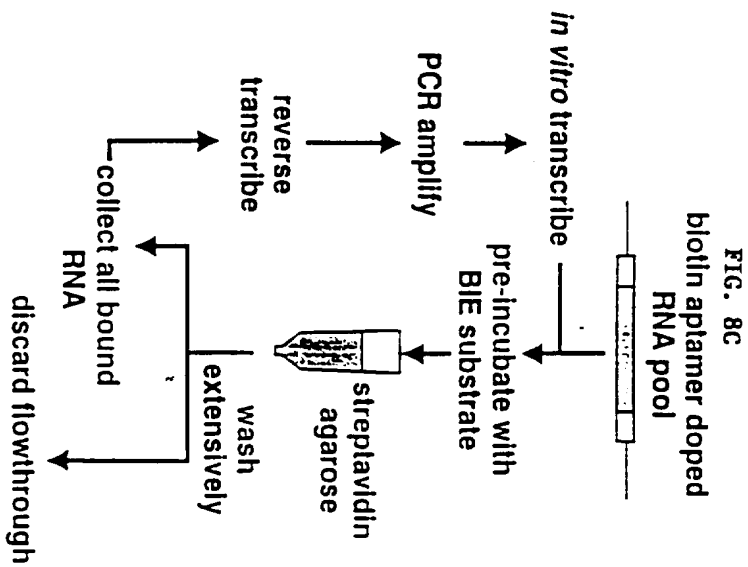 FIG. 8C
biotin aptamer doped
RNA pool
in vitro transcribe
pre-incubate with
BIE substrate
PCR amplify
streptavidin
agarose
reverse
transcribe
wash
extensively
collect all bound
RNA
discard flowthrough